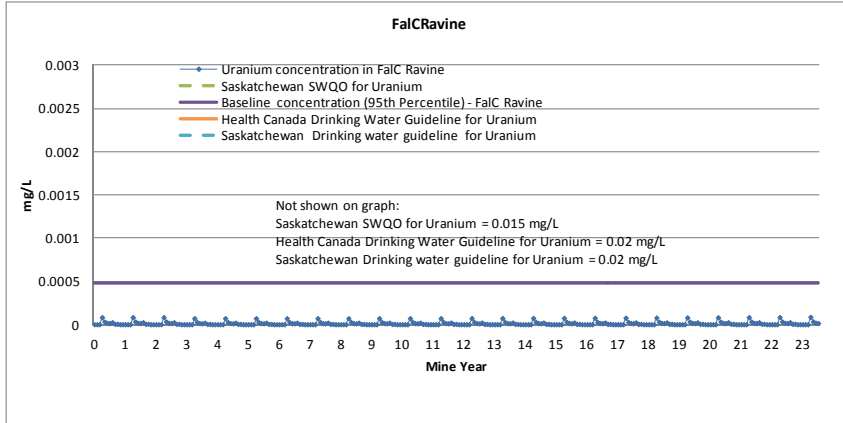 FalCRavine
0.003
0.0025
0.002
0.0015
0.001
0.0005
0
mg/L
Uranium concentration in FalC Ravine
Saskatchewan SWQO for Uranium
Baseline concentration (95th Percentile) - FalC Ravine
Health Canada Drinking Water Guideline for Uranium
Saskatchewan Drinking water guideline for Uranium
Not shown on graph:
Saskatchewan SWQO for Uranium = 0.015 mg/L
Health Canada Drinking Water Guideline for Uranium = 0.02 mg/L
Saskatchewan Drinking water guideline for Uranium = 0.02 mg/L
0 1 2 3 4 5 6 7 8 9 10 11 12 13 14 15 16 17 18 19 20 21 22 23
Mine Year